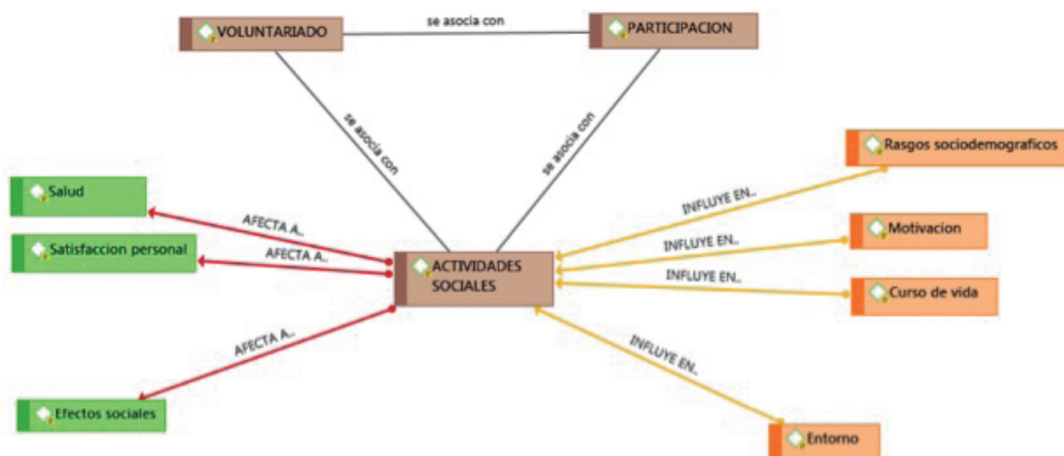 se asocia con
VOLUNTARIADO
PARTICIPACION
se asocia con
se asocia con
Rasgos sociodemograficos
Salud
AFECTA A..
INFLUYE EN..
Motivacion
Satisfaccion personal
AFECTA A..
INFLUYE EN..
ACTIVIDADES
SOCIALES
INFLUYE EN..
Curso de vida
AFECTA A..
INFLUYE EN..
Efectos sociales
Entorno